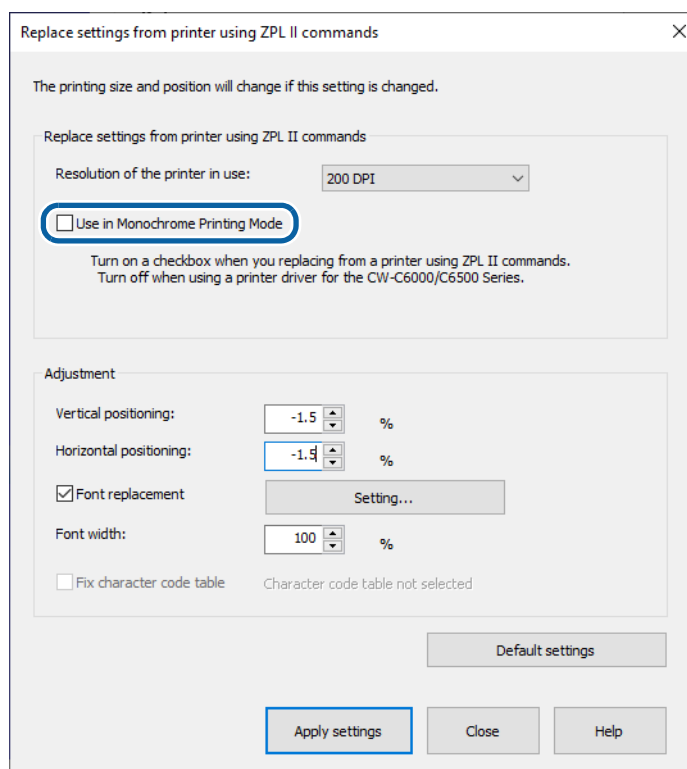 Replace settings from printer using ZPL II commands
The printing size and position will change if this setting is changed.
Replace settings from printer using ZPL II commands
Resolution of the printer in use: 200 DPI
Use in Monochrome Printing Mode
Turn on a checkbox when you replacing from a printer using ZPL II commands.
Turn off when using a printer driver for the CW-C6000/C6500 Series.
Adjustment
Vertical positioning: -1.5 %
Horizontal positioning: -1.5 %
Font replacement Setting...
Font width: 100 %
Fix character code table Character code table not selected
Default settings
Apply settings Close Help